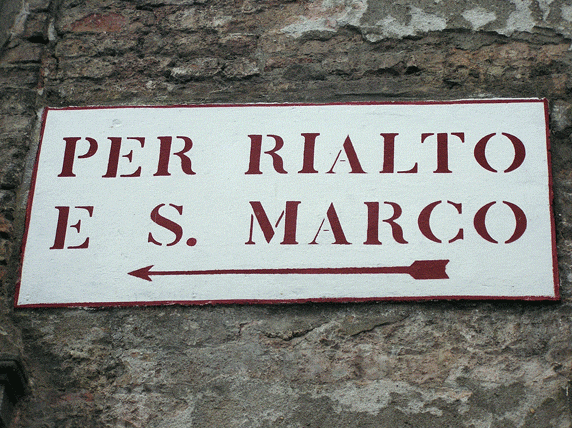 PER RIALTO
E S. MARCO